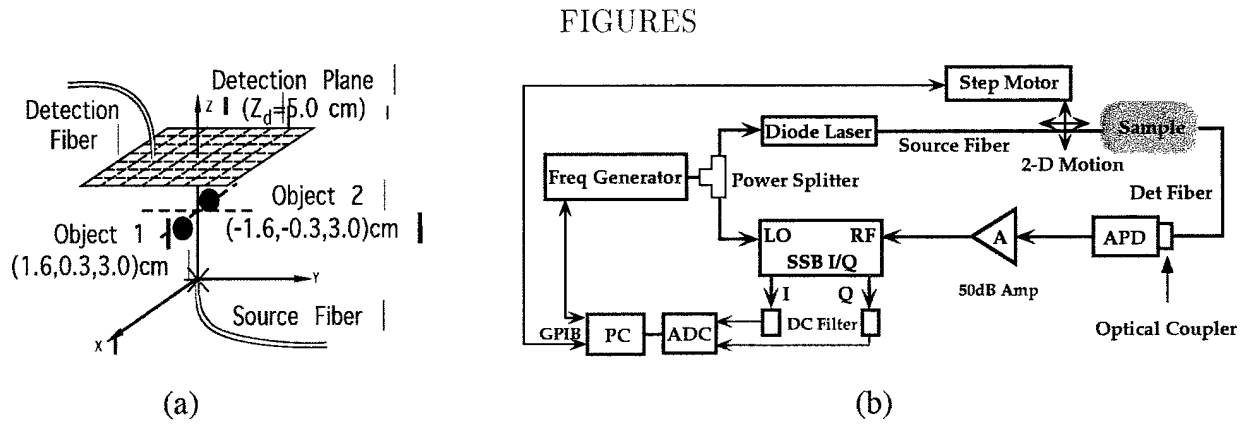 FIGURES
Detection Plane
(Z_d=5.0 cm)
Z
Detection
Fiber
Object 2
(-1.6,-0.3,3.0)cm
Object 1
(1.6,0.3,3.0)cm
Y
Source Fiber
X
(a)
Step Motor
Diode Laser
Source Fiber
Sample
2-D Motion
Freq Generator
Power Splitter
Det Fiber
LO RF
SSB I/Q
A
APD
I Q
50dB Amp
DC Filter
Optical Coupler
GPIB
PC
ADC
(b)